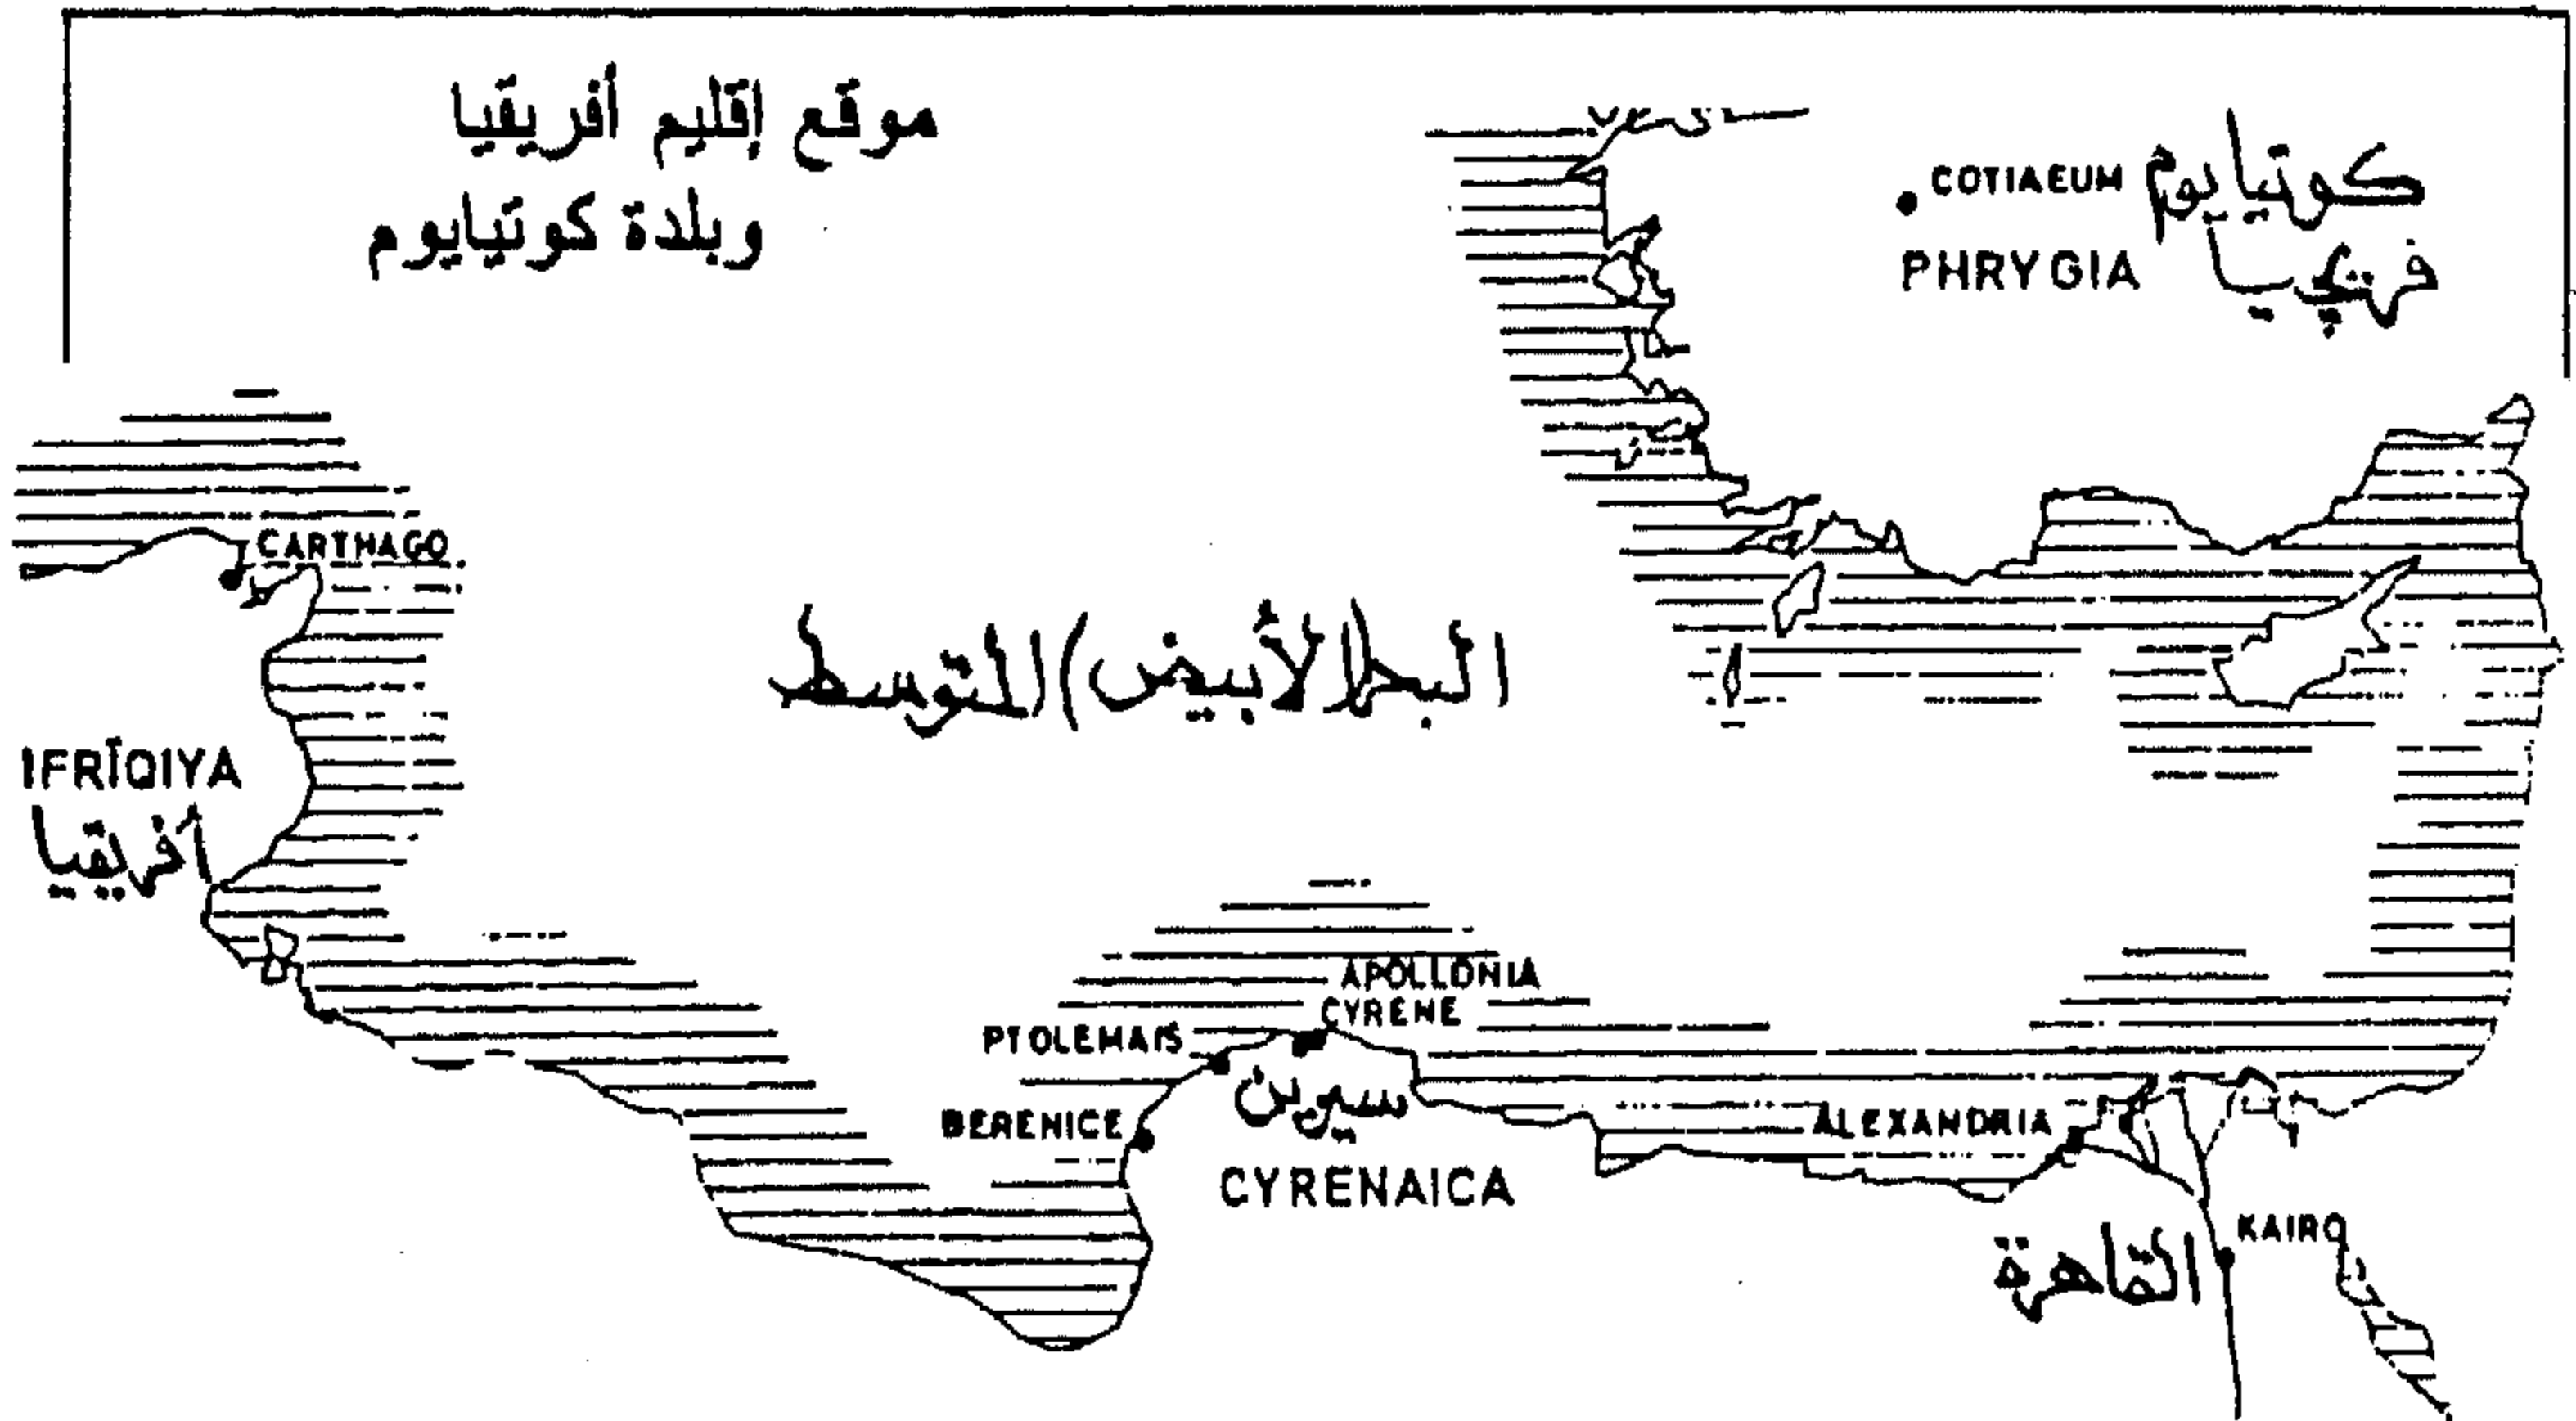 موقع إقليم أفريقيا
وبلدة كوتيايوم
COTIAEUM كوتيايوم
PHRYGIA فريجيا
CARTHAGO
البحر (الأبيض) المتوسط
IFRĪQIYA
أفريقيا
APOLLONIA
CYRENE
PTOLEMAIS
سيرين
BERENICE
ALEXANDRIA
CYRENAICA
KAIRO
القاهرة